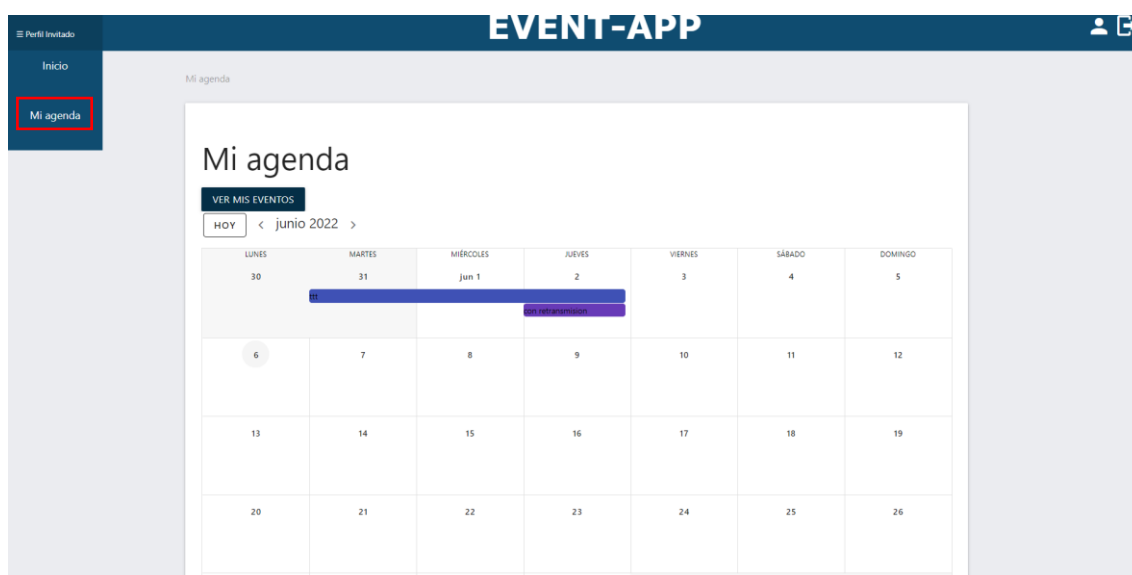 ☰ Perfil Invitado
EVENT-APP
Inicio
Mi agenda
Mi agenda
Mi agenda
VER MIS EVENTOS
HOY < junio 2022 >
LUNES MARTES MIÉRCOLES JUEVES VIERNES SÁBADO DOMINGO
30 31 jun 1 2 3 4 5
ttt
con retransmision
6 7 8 9 10 11 12
13 14 15 16 17 18 19
20 21 22 23 24 25 26